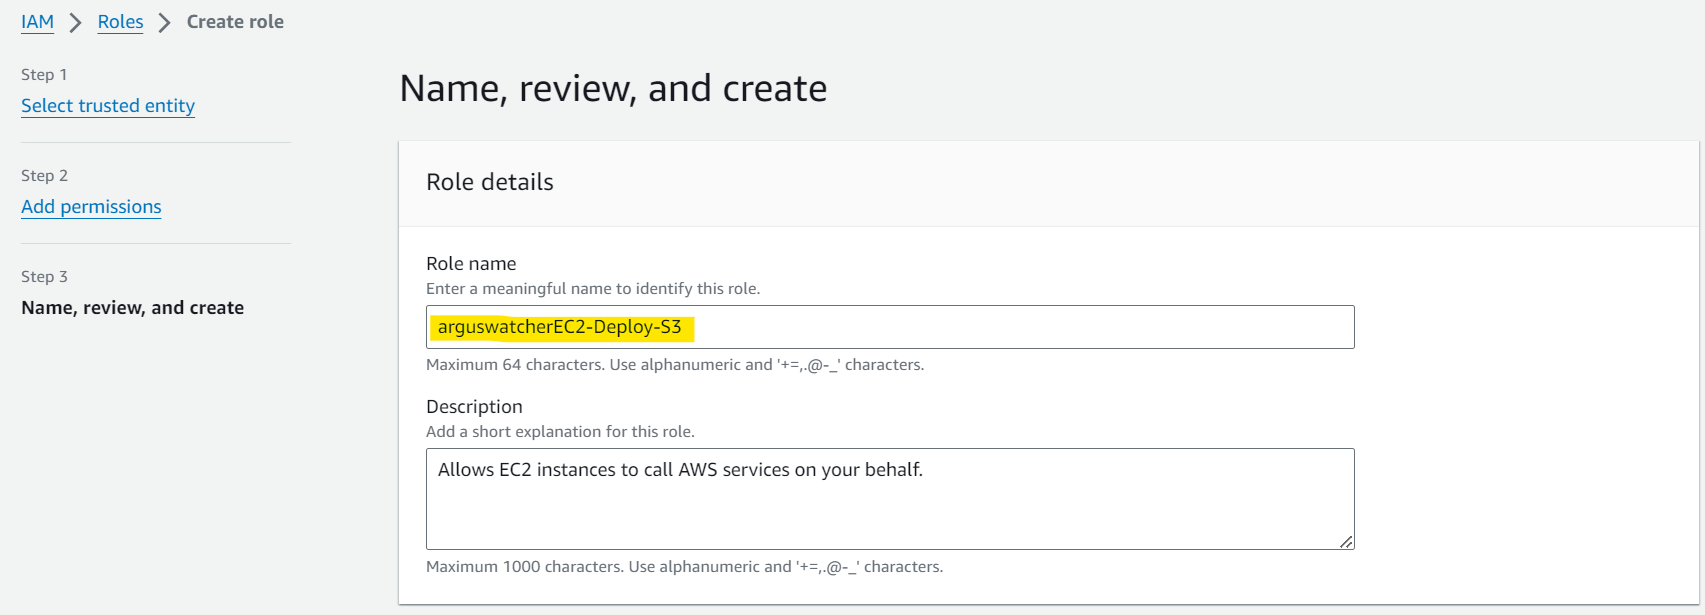 IAM > Roles > Create role
Step 1
Select trusted entity
Step 2
Add permissions
Step 3
Name, review, and create
Name, review, and create
Role details
Role name
Enter a meaningful name to identify this role.
arguswatcherEC2-Deploy-S3
Maximum 64 characters. Use alphanumeric and '+=,.@-_' characters.
Description
Add a short explanation for this role.
Allows EC2 instances to call AWS services on your behalf.
Maximum 1000 characters. Use alphanumeric and '+=,.@-_' characters.